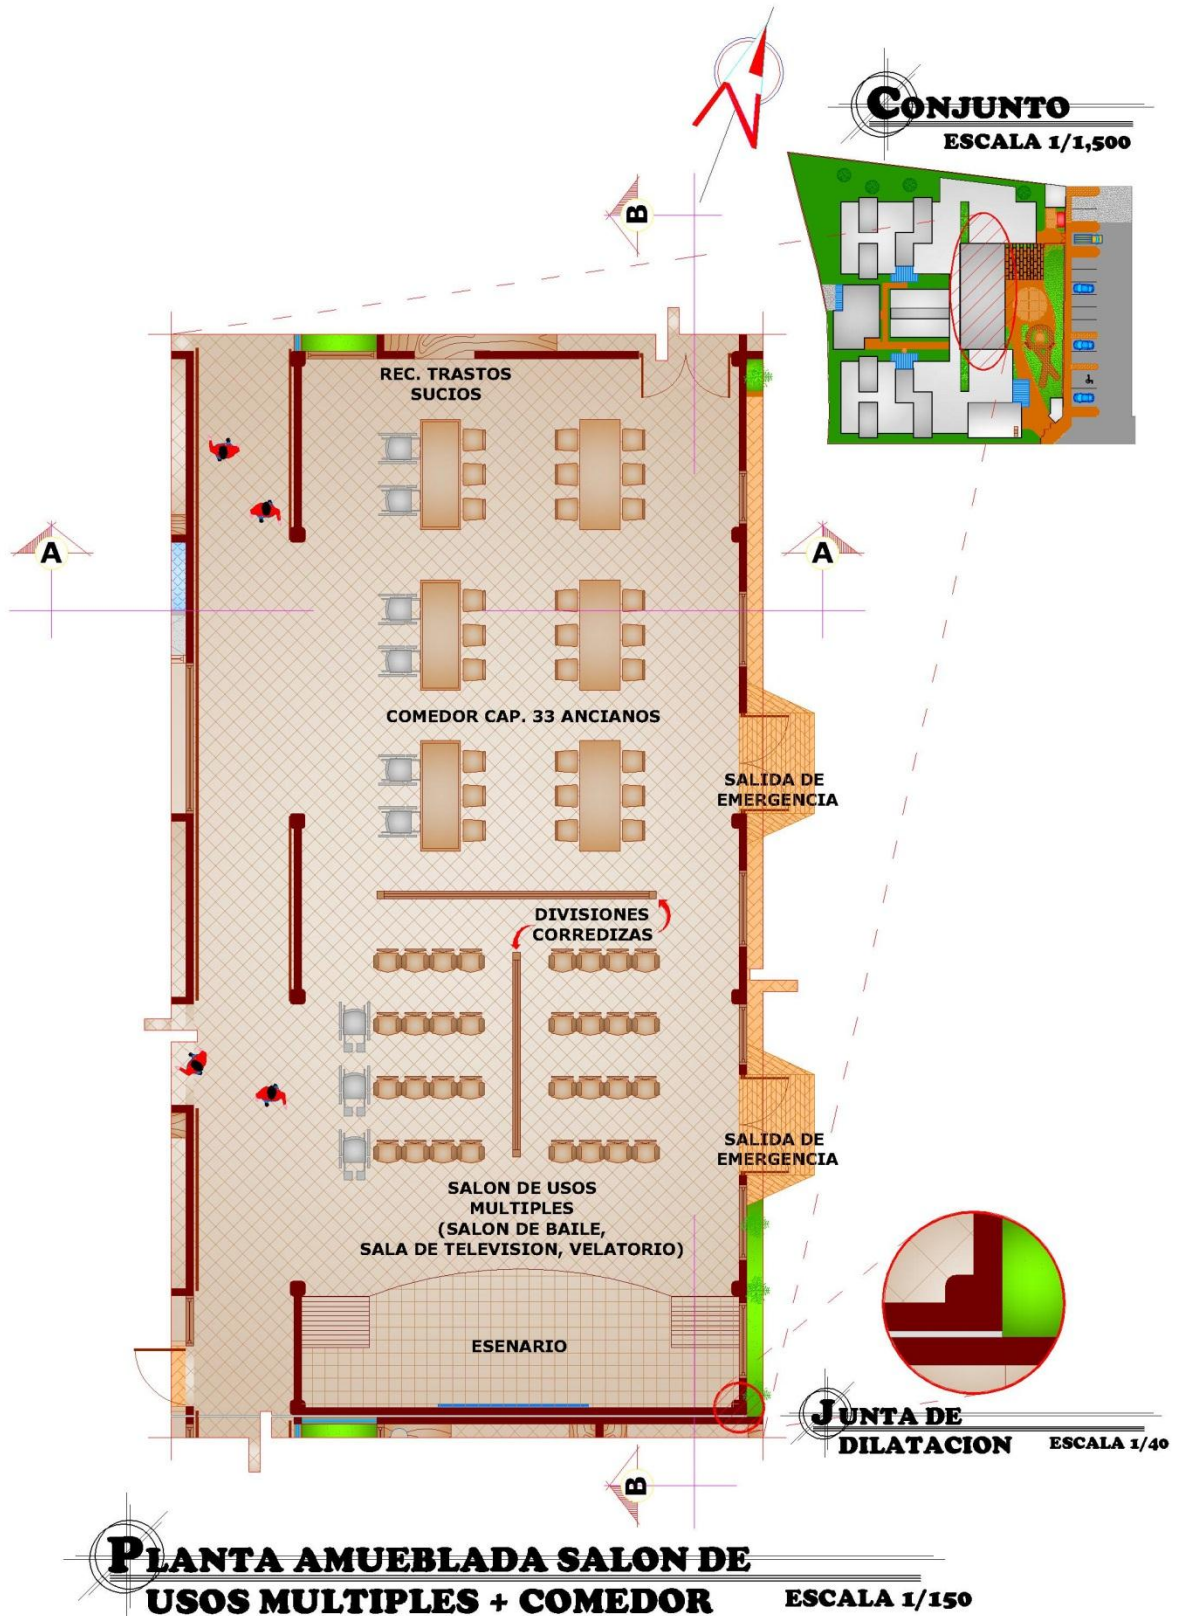 CONJUNTO
ESCALA 1/1,500
B
REC. TRASTOS
SUCIOS
A
A
COMEDOR CAP. 33 ANCIANOS
SALIDA DE
EMERGENCIA
DIVISIONES
CORREDIZAS
SALIDA DE
EMERGENCIA
SALON DE USOS
MULTIPLES
(SALON DE BAILE,
SALA DE TELEVISION, VELATORIO)
ESENARIO
JUNTA DE
DILATACION
ESCALA 1/40
B
PLANTA AMUEBLADA SALON DE
USOS MULTIPLES + COMEDOR
ESCALA 1/150